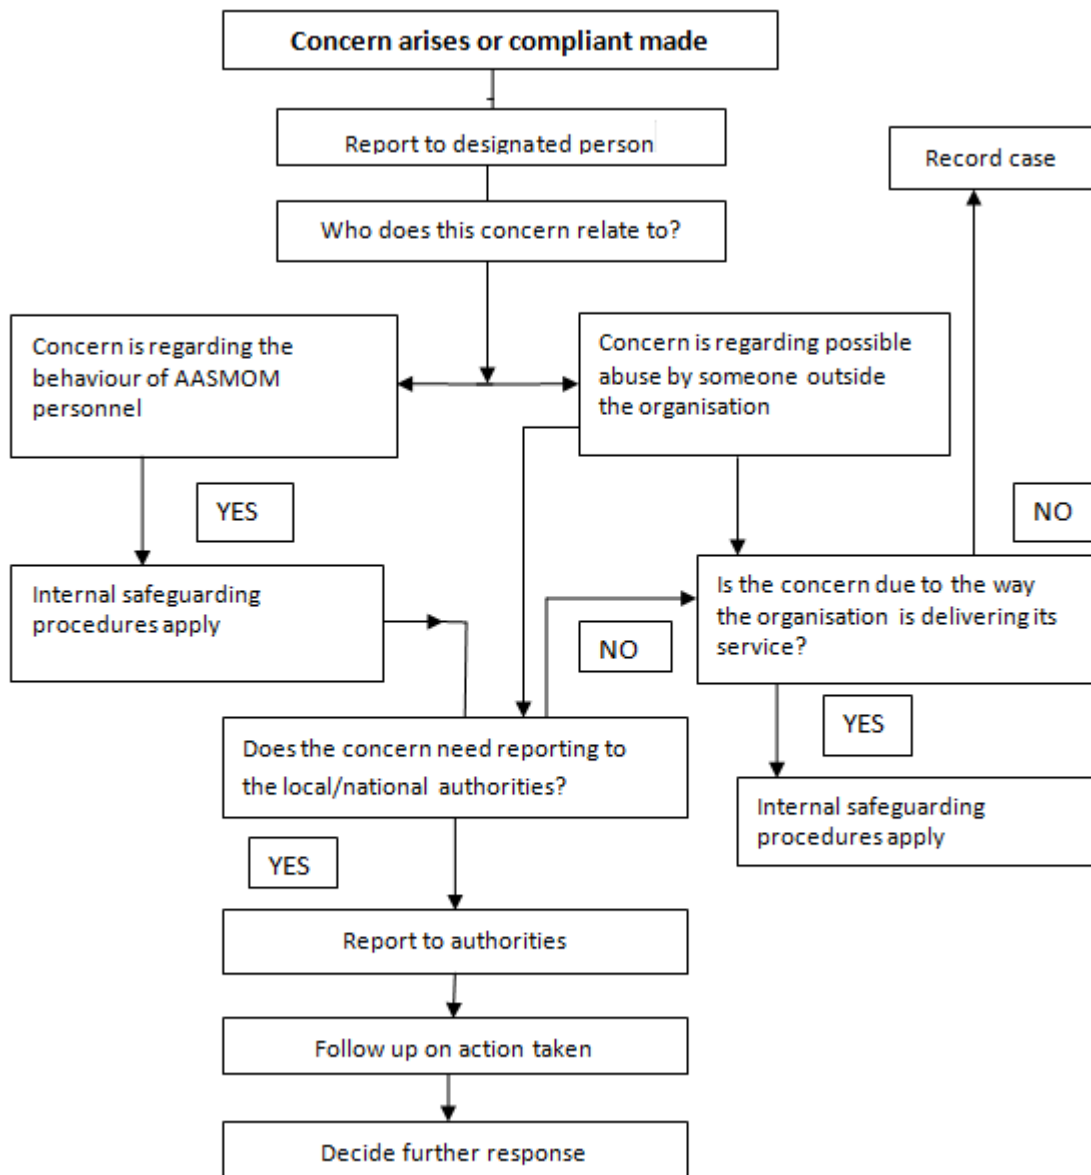 Concern arises or compliant made
Report to designated person
Record case
Who does this concern relate to?
Concern is regarding the
behaviour of AASMOM
personnel
Concern is regarding possible
abuse by someone outside
the organisation
YES
NO
Internal safeguarding
procedures apply
Is the concern due to the way
the organisation is delivering its
service?
NO
YES
Does the concern need reporting to
the local/national authorities?
Internal safeguarding
procedures apply
YES
Report to authorities
Follow up on action taken
Decide further response